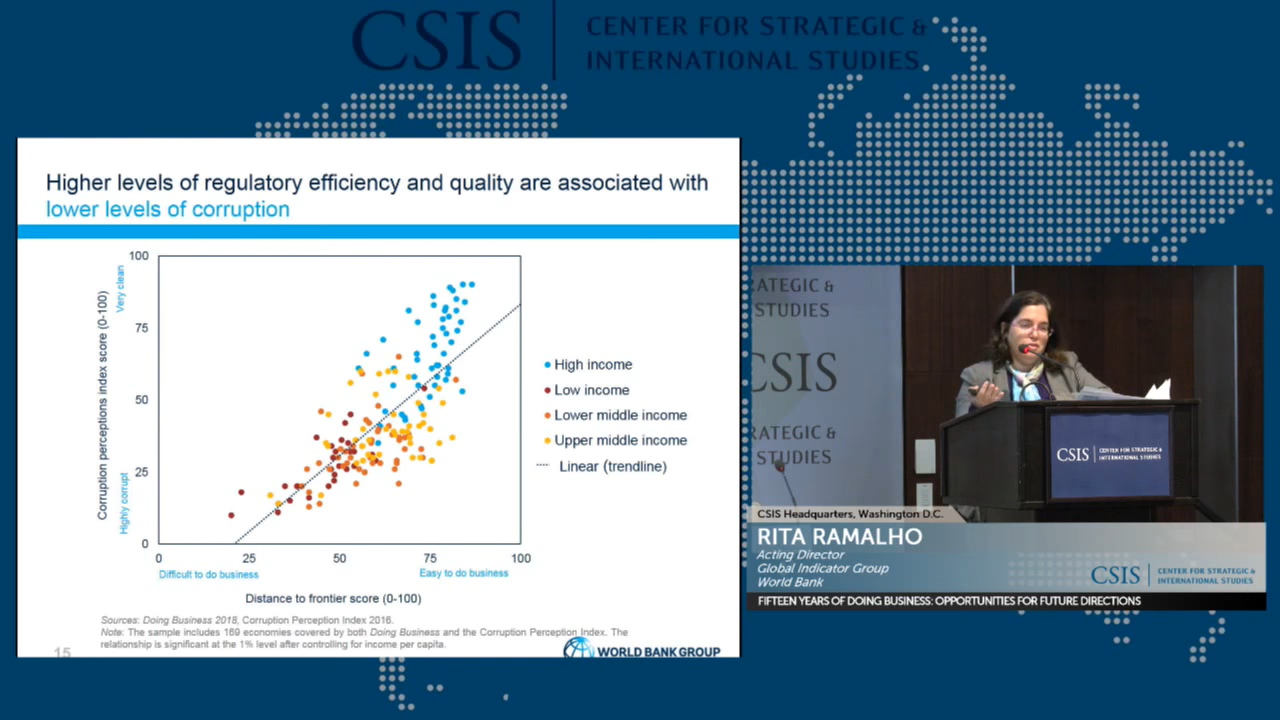 CSIS
CENTER FOR STRATEGIC &
INTERNATIONAL STUDIES
Higher levels of regulatory efficiency and quality are associated with
lower levels of corruption
Corruption perceptions index score (0-100)
Very clean
Highly corrupt
100
75
50
25
0
0
25
50
75
100
Difficult to do business
Easy to do business
Distance to frontier score (0-100)
High income
Low income
Lower middle income
Upper middle income
Linear (trendline)
Sources: Doing Business 2018, Corruption Perception Index 2016.
Note: The sample includes 169 economies covered by both Doing Business and the Corruption Perception Index. The
relationship is significant at the 1% level after controlling for income per capita.
15
WORLD BANK GROUP
ATEGIC &
STUDIES
CSIS
RATEGIC &
STUDIES
CSIS
CENTER FOR STRATEGIC &
INTERNATIONAL STUDIES
CSIS Headquarters, Washington D.C.
RITA RAMALHO
Acting Director
Global Indicator Group
World Bank
CSIS
CENTER FOR STRATEGIC &
INTERNATIONAL STUDIES
FIFTEEN YEARS OF DOING BUSINESS: OPPORTUNITIES FOR FUTURE DIRECTIONS